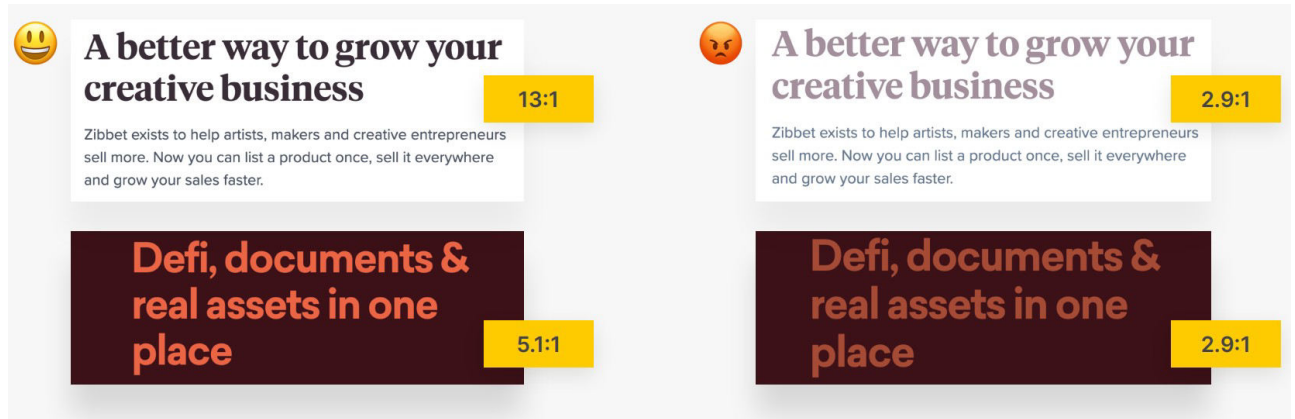 A better way to grow your
creative business
13:1
Zibbet exists to help artists, makers and creative entrepreneurs
sell more. Now you can list a product once, sell it everywhere
and grow your sales faster.
Defi, documents &
real assets in one
place
5.1:1
A better way to grow your
creative business
2.9:1
Zibbet exists to help artists, makers and creative entrepreneurs
sell more. Now you can list a product once, sell it everywhere
and grow your sales faster.
Defi, documents &
real assets in one
place
2.9:1